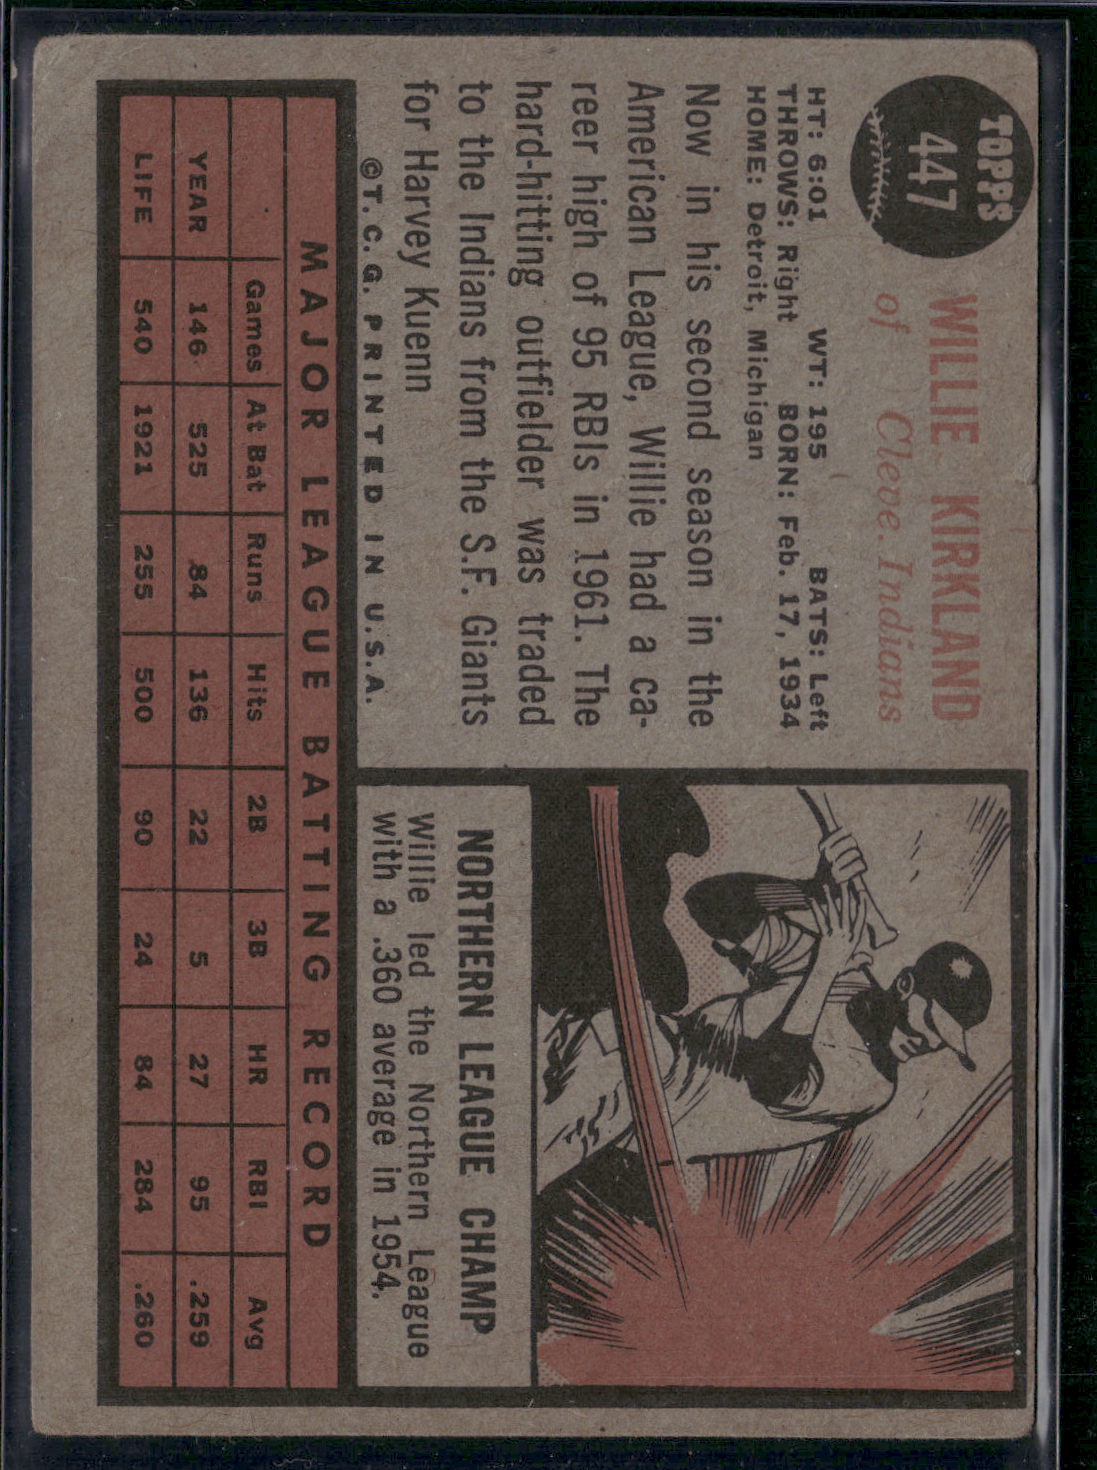 TOPPS
447
WILLIE KIRKLAND
of Cleve. Indians
HT: 6:01 WT: 195 BATS: Left
THROWS: Right BORN: Feb. 17, 1934
HOME: Detroit, Michigan
Now in his second season in the
American League, Willie had a ca-
reer high of 95 RBIs in 1961. The
hard-hitting outfielder was traded
to the Indians from the S.F. Giants
for Harvey Kuenn
©T.C.G. PRINTED IN U.S.A.
NORTHERN LEAGUE CHAMP
Willie led the Northern League
with a .360 average in 1954.
MAJOR LEAGUE BATTING RECORD
Games At Bat Runs Hits 2B 3B HR RBI Avg
YEAR 146 525 84 136 22 5 27 95 .259
LIFE 540 1921 255 500 90 24 84 284 .260